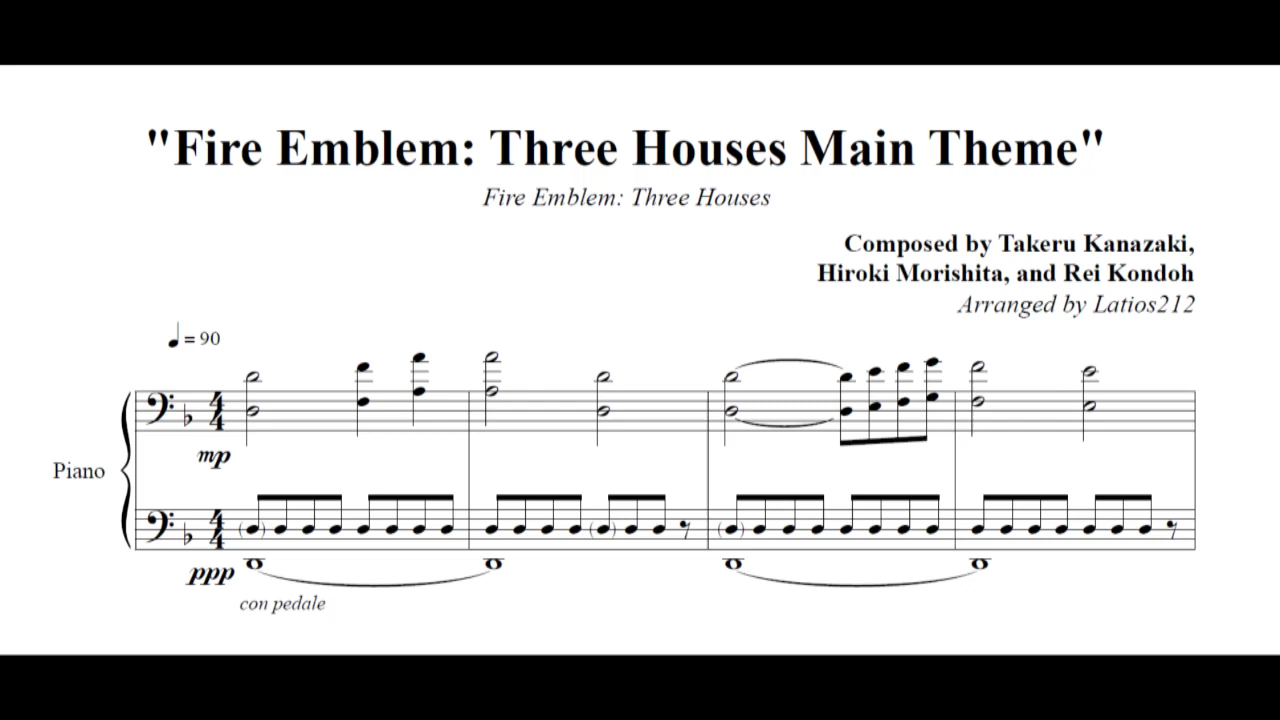 "Fire Emblem: Three Houses Main Theme"
Fire Emblem: Three Houses
Composed by Takeru Kanazaki,
Hiroki Morishita, and Rei Kondoh
Arranged by Latios212
= 90
mp
Piano
ppp
con pedale